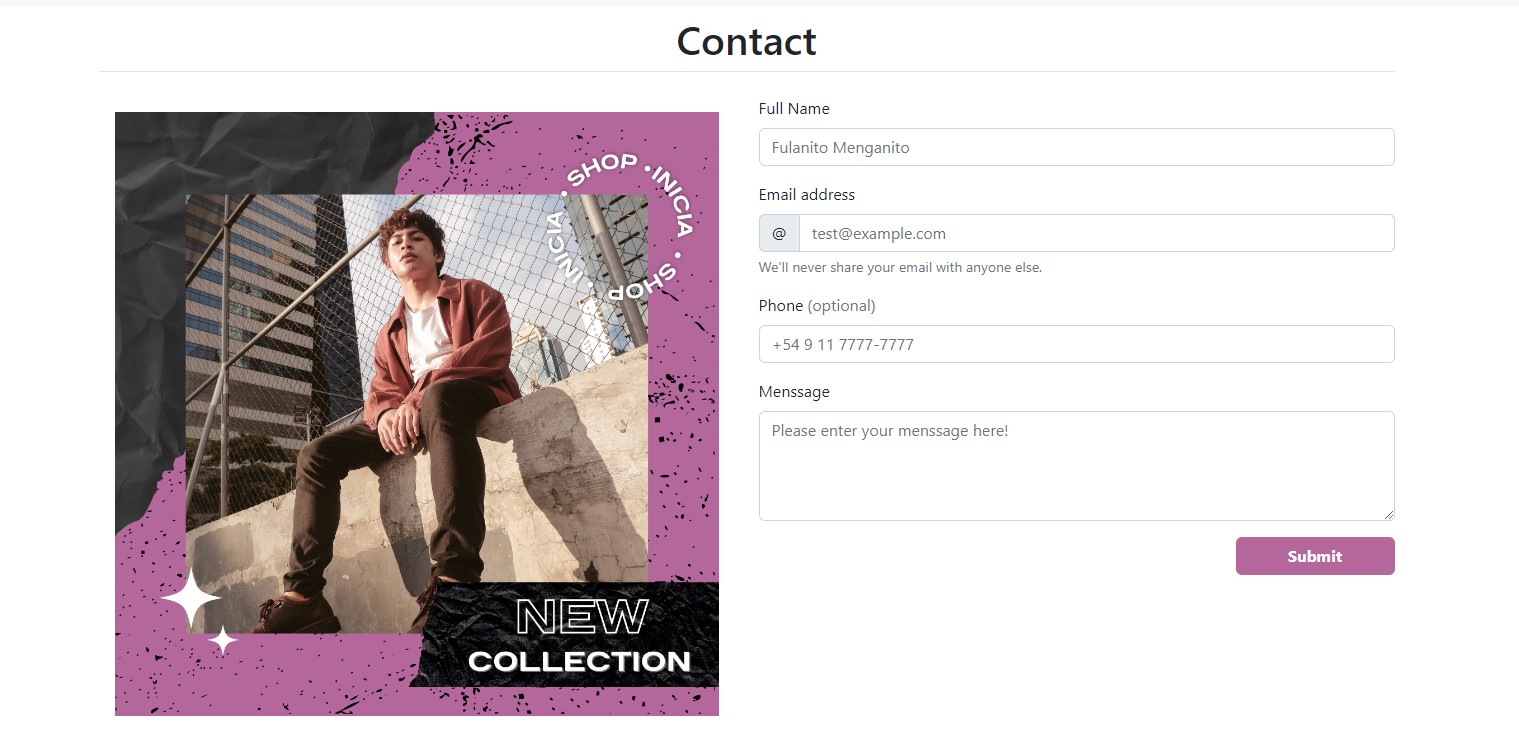 Contact
SHOP • INICIA • SHOP • INICIA •
NEW
COLLECTION
Full Name
Fulanito Menganito
Email address
@ test@example.com
We'll never share your email with anyone else.
Phone (optional)
+54 9 11 7777-7777
Menssage
Please enter your menssage here!
Submit